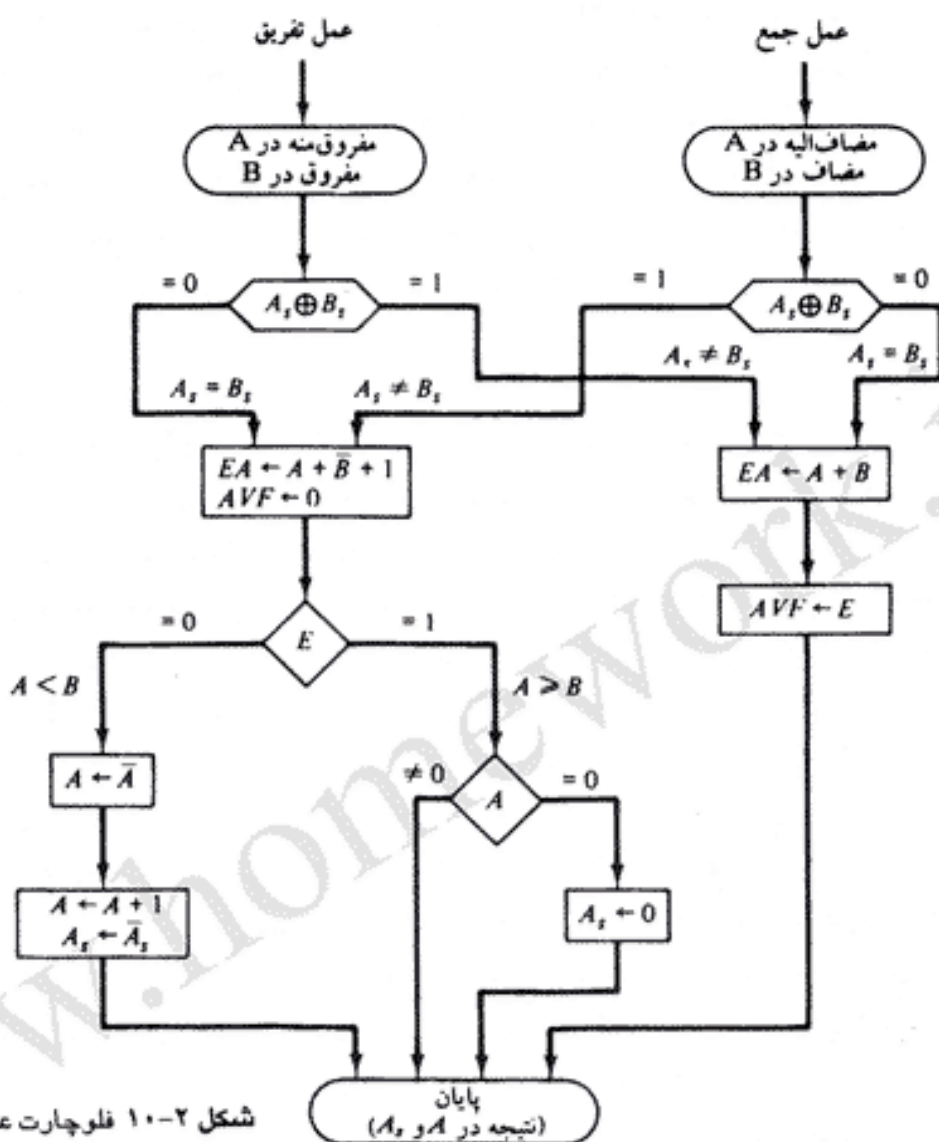 عمل تفریق
عمل جمع
مفروق‌منه در A
مفروق در B
مضاف‌الیه در A
مضاف در B
= 0
A_s ⊕ B_s
= 1
= 1
A_s ⊕ B_s
= 0
A_s = B_s
A_s ≠ B_s
A_s ≠ B_s
A_s = B_s
EA ← A + B̅ + 1
AVF ← 0
EA ← A + B
AVF ← E
= 0
E
= 1
A < B
A ⩾ B
A ← A̅
≠ 0
A
= 0
A ← A + 1
A_s ← A̅_s
A_s ← 0
پایان
(نتیجه در A و A_s)
شکل ۲-۱۰ فلوچارت
w.homework.